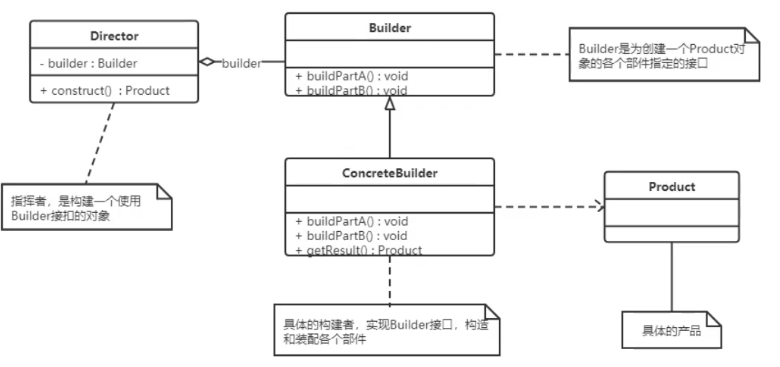 Director
- builder : Builder
+ construct() : Product
builder
Builder
+ buildPartA() : void
+ buildPartB() : void
Builder是为创建一个Product对
象的各个部件指定的接口
指挥者，是构建一个使用
Builder接扣的对象
ConcreteBuilder
+ buildPartA() : void
+ buildPartB() : void
+ getResult() : Product
Product
具体的构建者，实现Builder接口，构造
和装配各个部件
具体的产品